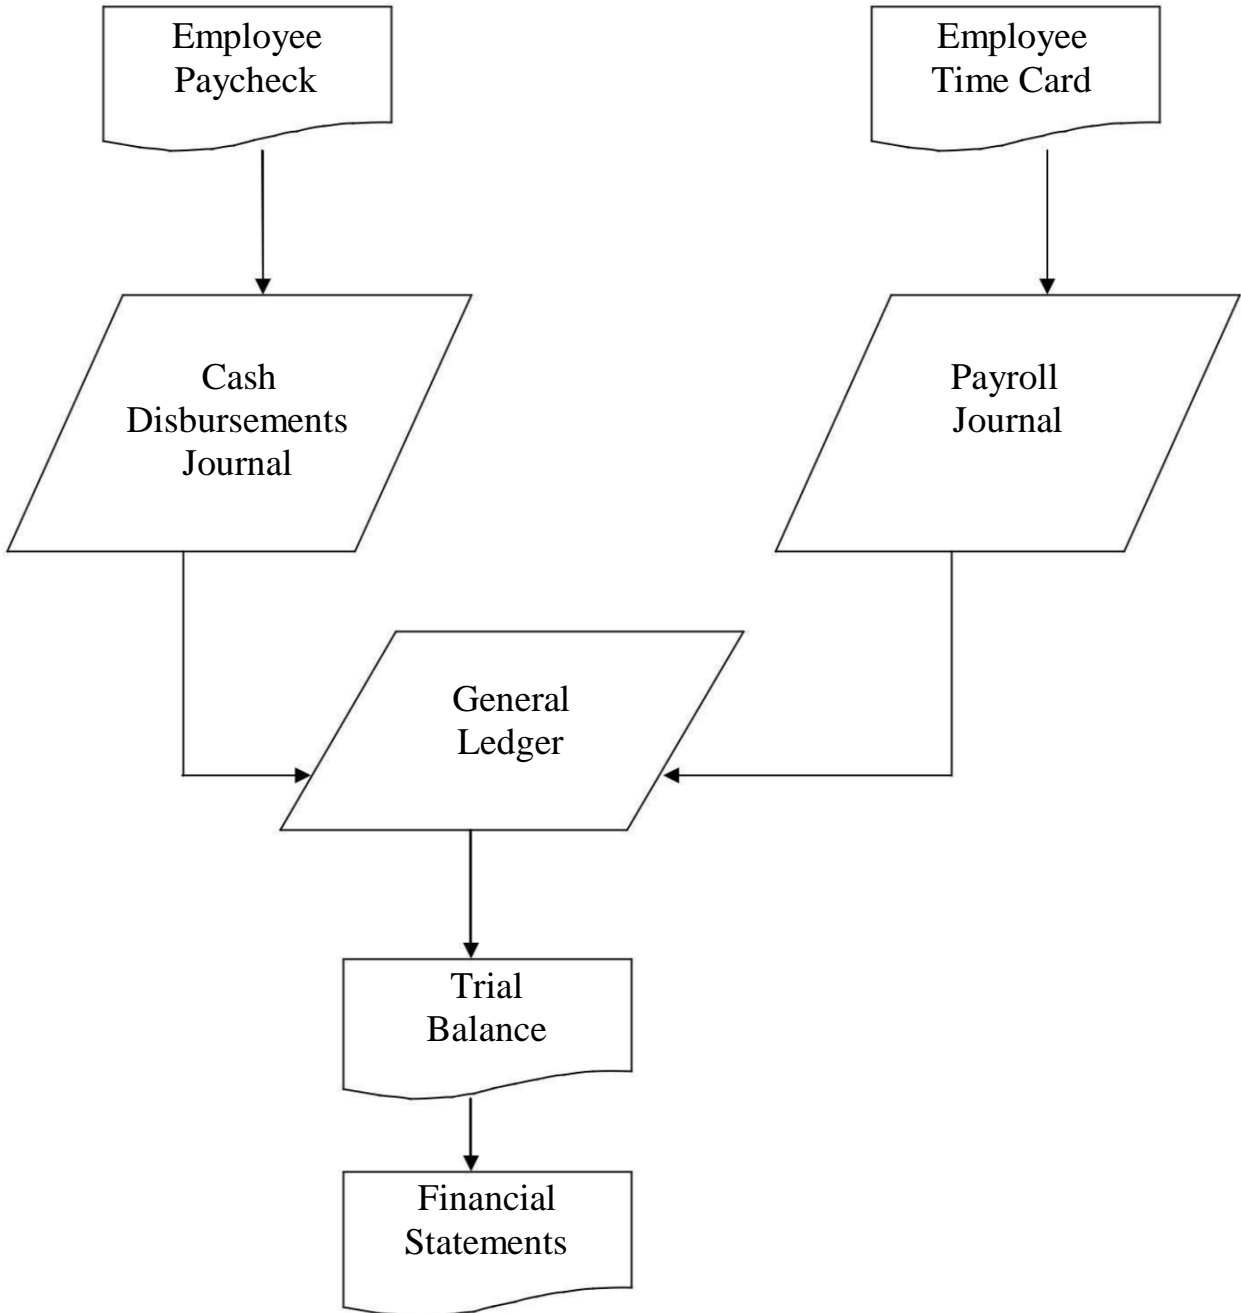 Employee
Paycheck
Employee
Time Card
Cash
Disbursements
Journal
Payroll
Journal
General
Ledger
Trial
Balance
Financial
Statements